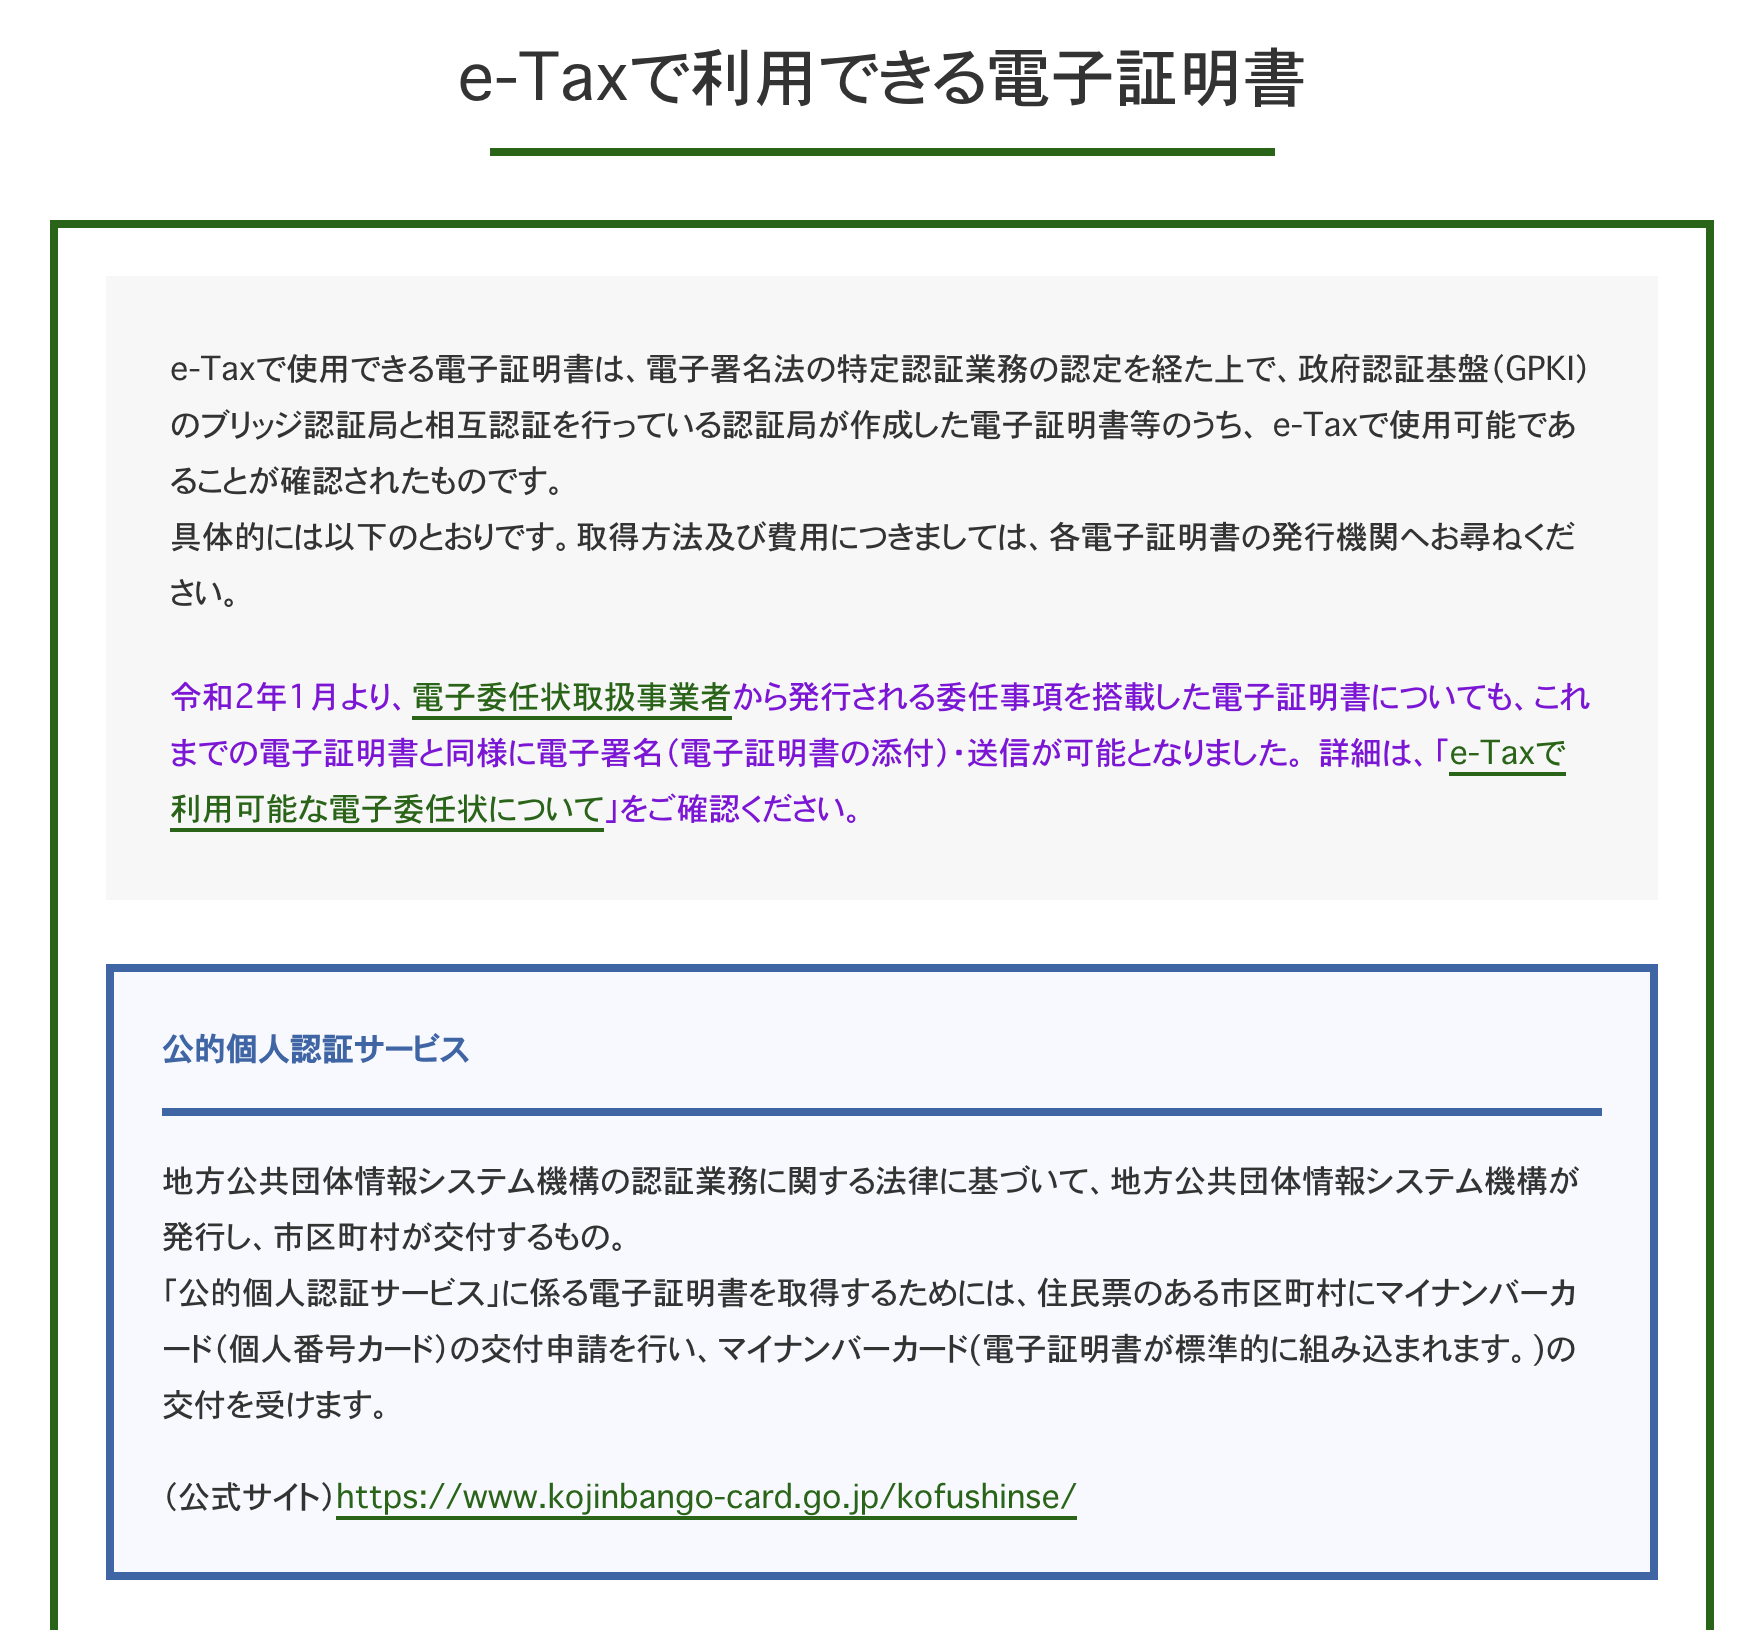 e-Taxで利用できる電子証明書
e-Taxで使用できる電子証明書は、電子署名法の特定認証業務の認定を経た上で、政府認証基盤（GPKI）
のブリッジ認証局と相互認証を行っている認証局が作成した電子証明書等のうち、 e-Taxで使用可能であ
ることが確認されたものです。
具体的には以下のとおりです。取得方法及び費用につきましては、各電子証明書の発行機関へお尋ねくだ
さい。
令和２年１月より、電子委任状取扱事業者から発行される委任事項を搭載した電子証明書についても、これ
までの電子証明書と同様に電子署名（電子証明書の添付）・送信が可能となりました。 詳細は、「e-Taxで
利用可能な電子委任状について」をご確認ください。
公的個人認証サービス
地方公共団体情報システム機構の認証業務に関する法律に基づいて、地方公共団体情報システム機構が
発行し、市区町村が交付するもの。
「公的個人認証サービス」に係る電子証明書を取得するためには、住民票のある市区町村にマイナンバーカ
ード（個人番号カード）の交付申請を行い、マイナンバーカード(電子証明書が標準的に組み込まれます。)の
交付を受けます。
（公式サイト）https://www.kojinbango-card.go.jp/kofushinse/